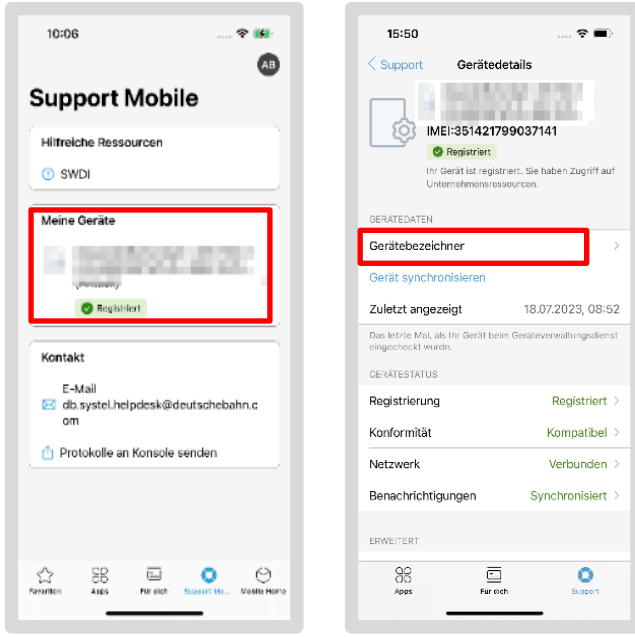 10:06
AB
Support Mobile
Hilfreiche Ressourcen
SWDI
Meine Geräte
Registriert
Kontakt
E-Mail
db.systel.helpdesk@deutschebahn.c
om
Protokolle an Konsole senden
Favoriten
Apps
Für dich
Support Mo...
Mobile Home
15:50
Support
Gerätedetails
IMEI:351421799037141
Registriert
Ihr Gerät ist registriert. Sie haben Zugriff auf
Unternehmensressourcen.
GERÄTEDATEN
Gerätebezeichner
Gerät synchronisieren
Zuletzt angezeigt 18.07.2023, 08:52
Das letzte Mal, als Ihr Gerät beim Geräteverwaltungsdienst
eingecheckt wurde.
GERÄTESTATUS
Registrierung Registriert
Konformität Kompatibel
Netzwerk Verbunden
Benachrichtigungen Synchronisiert
ERWEITERT
Apps
Für dich
Support